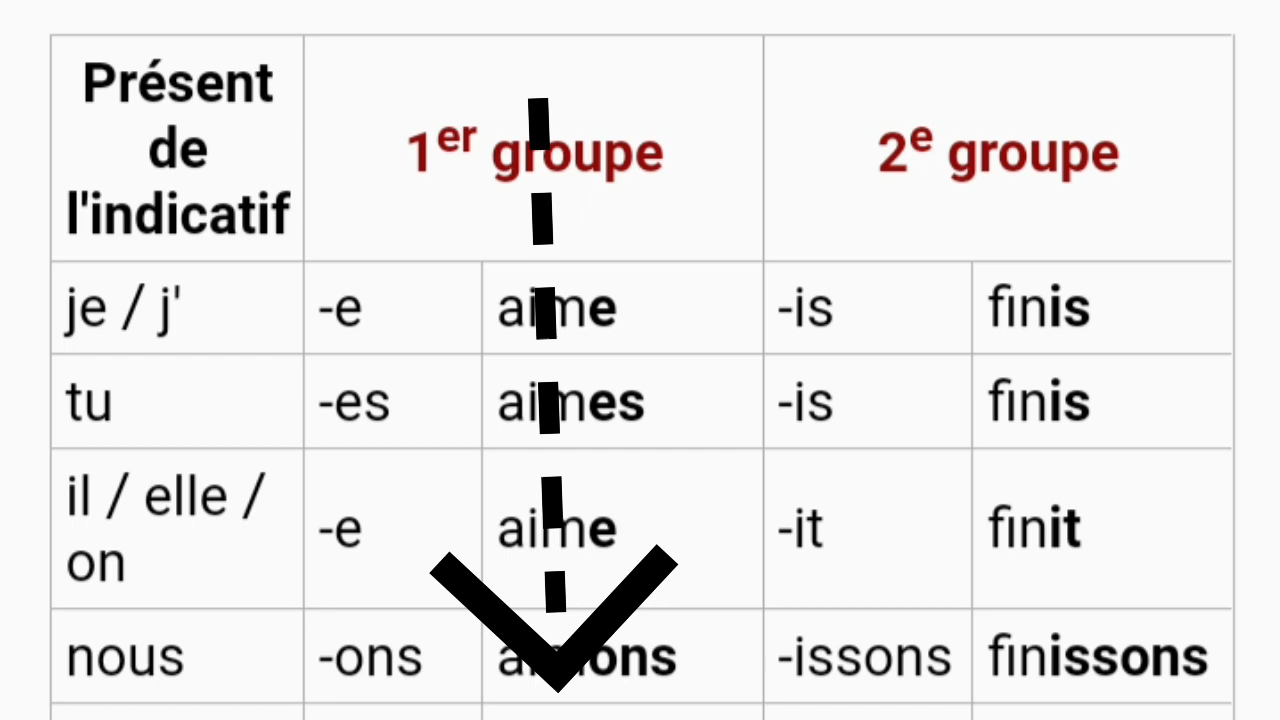 Présent
de
l'indicatif
1er groupe
2e groupe
je / j'
-e
aime
-is
finis
tu
-es
aimes
-is
finis
il / elle /
on
-e
aime
-it
finit
nous
-ons
aimons
-issons
finissons